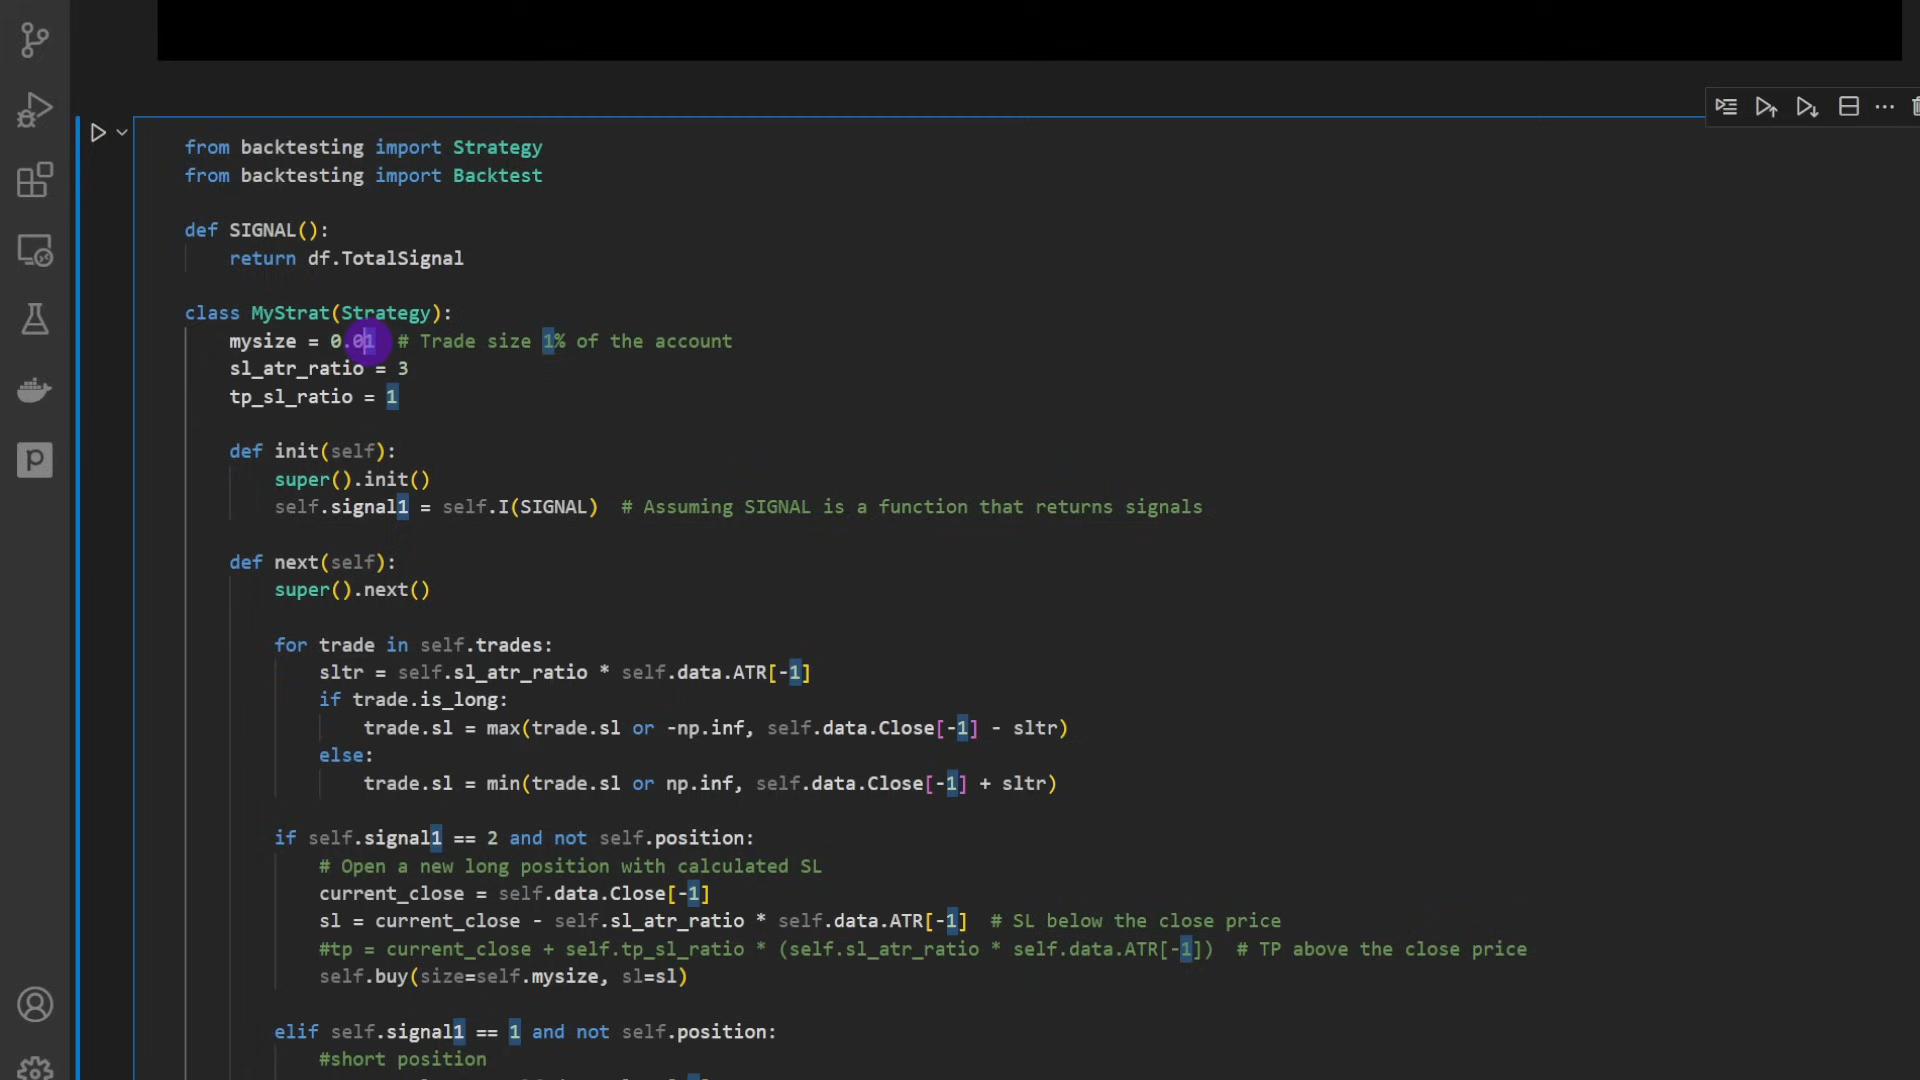 from backtesting import Strategy
from backtesting import Backtest
def SIGNAL():
return df.TotalSignal
class MyStrat(Strategy):
mysize = 0.01 # Trade size 1% of the account
sl_atr_ratio = 3
tp_sl_ratio = 1
def init(self):
super().init()
self.signal1 = self.I(SIGNAL) # Assuming SIGNAL is a function that returns signals
def next(self):
super().next()
for trade in self.trades:
sltr = self.sl_atr_ratio * self.data.ATR[-1]
if trade.is_long:
trade.sl = max(trade.sl or -np.inf, self.data.Close[-1] - sltr)
else:
trade.sl = min(trade.sl or np.inf, self.data.Close[-1] + sltr)
if self.signal1 == 2 and not self.position:
# Open a new long position with calculated SL
current_close = self.data.Close[-1]
sl = current_close - self.sl_atr_ratio * self.data.ATR[-1] # SL below the close price
#tp = current_close + self.tp_sl_ratio * (self.sl_atr_ratio * self.data.ATR[-1]) # TP above the close price
self.buy(size=self.mysize, sl=sl)
elif self.signal1 == 1 and not self.position:
#short position